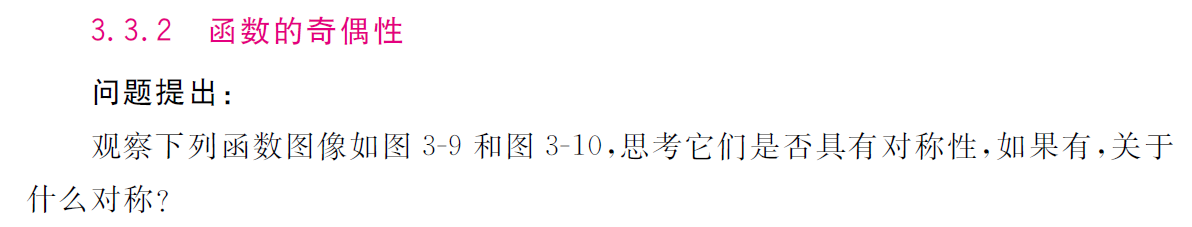 3.3.2 函数的奇偶性
问题提出：
观察下列函数图像如图 3-9 和图 3-10，思考它们是否具有对称性，如果有，关于
什么对称？